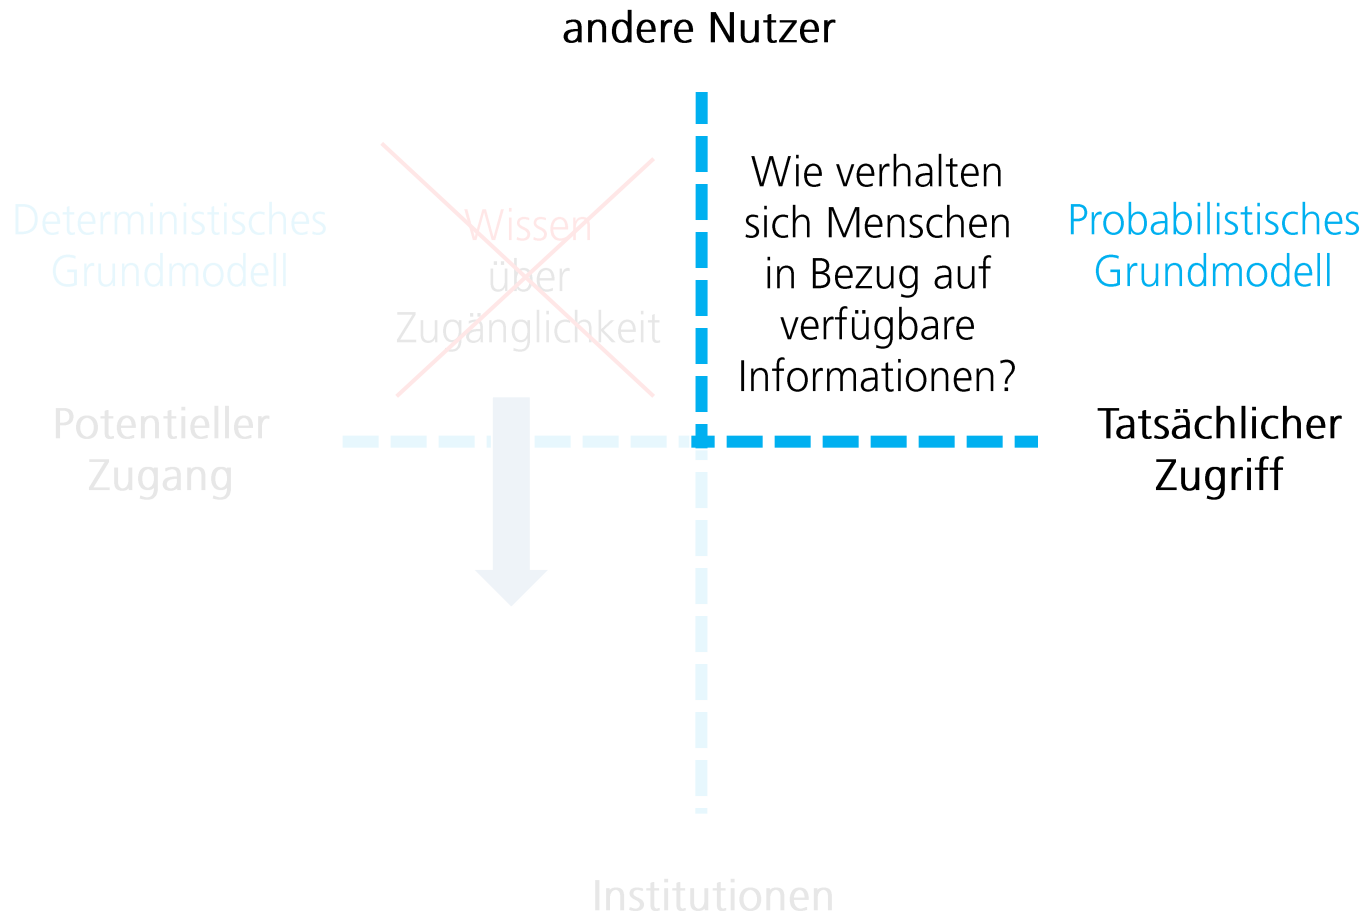 andere Nutzer
Deterministisches
Grundmodell
Wissen
über
Zugänglichkeit
Wie verhalten
sich Menschen
in Bezug auf
verfügbare
Informationen?
Probabilistisches
Grundmodell
Potentieller
Zugang
Tatsächlicher
Zugriff
Institutionen